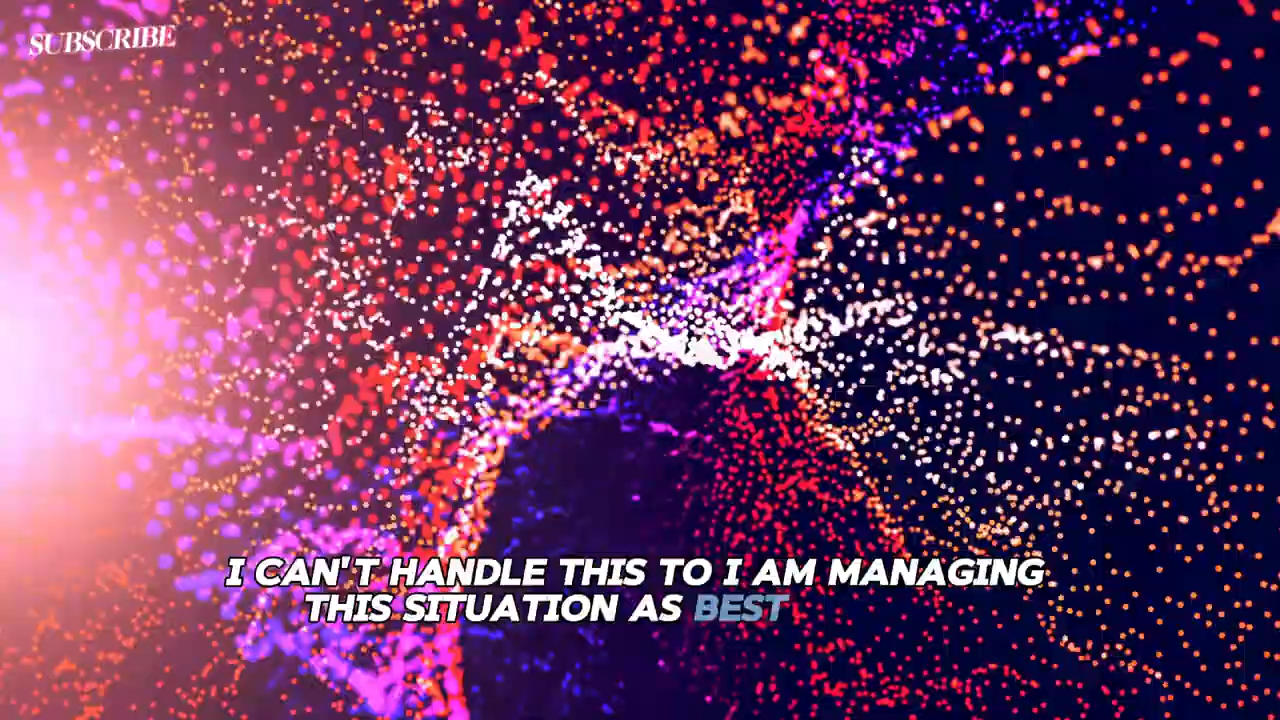 SUBSCRIBE
I CAN'T HANDLE THIS TO I AM MANAGING
THIS SITUATION AS BEST